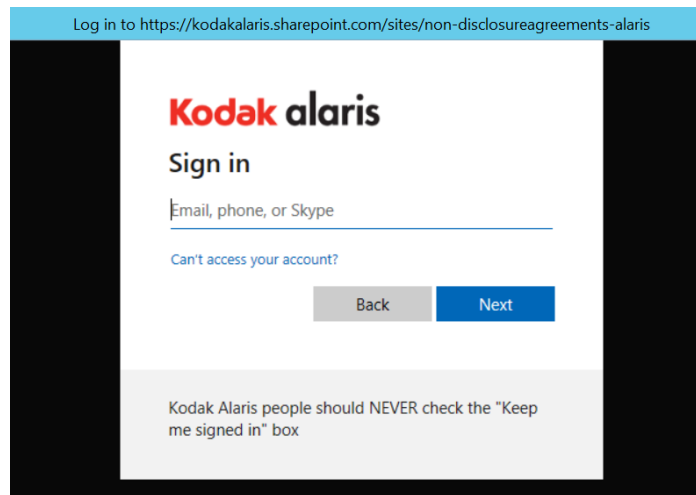 Log in to https://kodakalaris.sharepoint.com/sites/non-disclosureagreements-alaris
Kodak alaris
Sign in
Email, phone, or Skype
Can't access your account?
Back Next
Kodak Alaris people should NEVER check the "Keep
me signed in" box